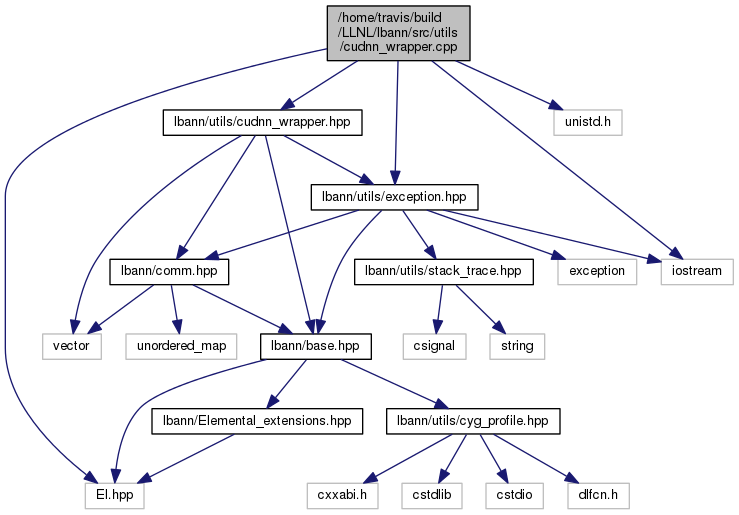 /home/travis/build
/LLNL/lbann/src/utils
/cudnn_wrapper.cpp
lbann/utils/cudnn_wrapper.hpp
unistd.h
lbann/utils/exception.hpp
lbann/comm.hpp
lbann/utils/stack_trace.hpp
exception
iostream
vector
unordered_map
lbann/base.hpp
csignal
string
lbann/Elemental_extensions.hpp
lbann/utils/cyg_profile.hpp
El.hpp
cxxabi.h
cstdlib
cstdio
dlfcn.h